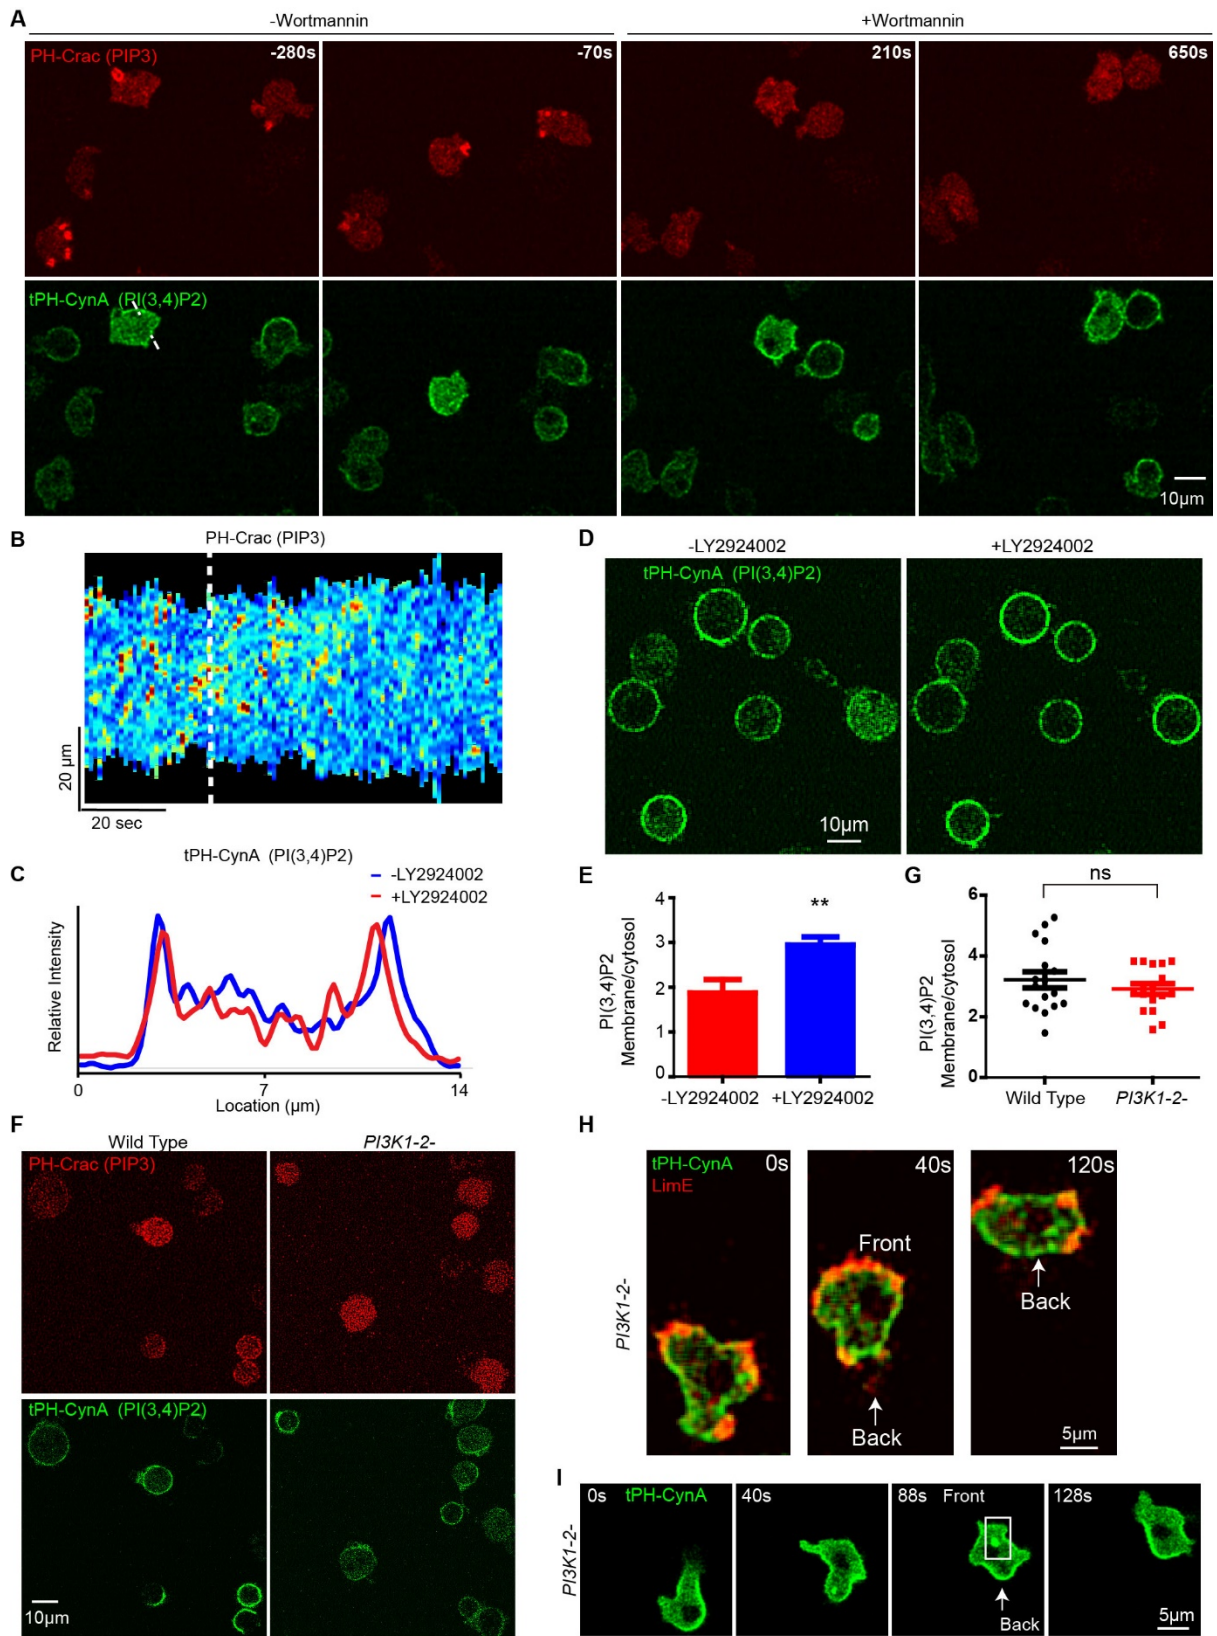 A
-Wortmannin
+Wortmannin
PH-Crac (PIP3)
-280s
-70s
210s
650s
tPH-CynA (PI(3,4)P2)
10µm
B
PH-Crac (PIP3)
20 µm
20 sec
C
tPH-CynA (PI(3,4)P2)
-LY2924002
+LY2924002
Relative Intensity
0
7
14
Location (µm)
D
-LY2924002
+LY2924002
tPH-CynA (PI(3,4)P2)
10µm
E
PI(3,4)P2
Membrane/cytosol
4
3
2
1
0
**
-LY2924002
+LY2924002
G
PI(3,4)P2
Membrane/cytosol
6
4
2
0
ns
Wild Type
PI3K1-2-
F
Wild Type
PI3K1-2-
PH-Crac (PIP3)
tPH-CynA (PI(3,4)P2)
10µm
H
PI3K1-2-
tPH-CynA
LimE
0s
40s
120s
Front
Back
Back
5µm
I
PI3K1-2-
0s
tPH-CynA
40s
88s
Front
128s
Back
5µm